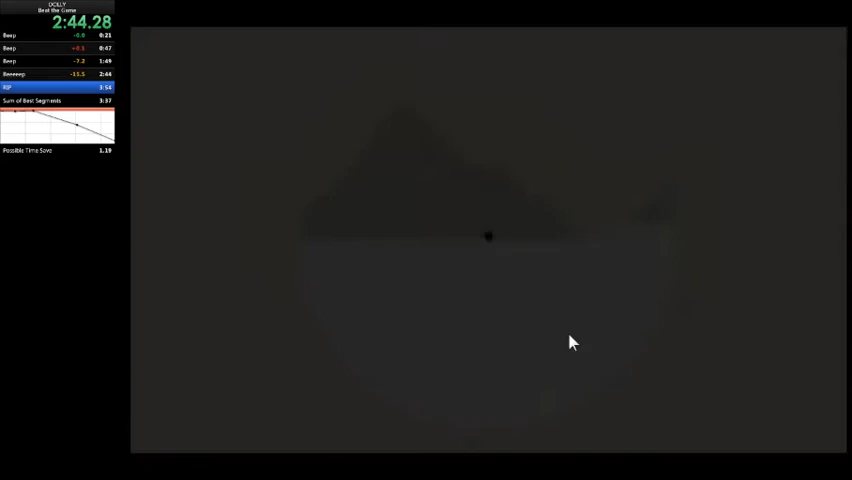 Beat the Game
2:44.28
Beep -0.0 0:21
Beep +0.1 0:47
Beep -7.2 1:49
Beeeeep -15.5 2:44
RIP 3:54
Sum of Best Segments 3:37
Possible Time Save 1.19